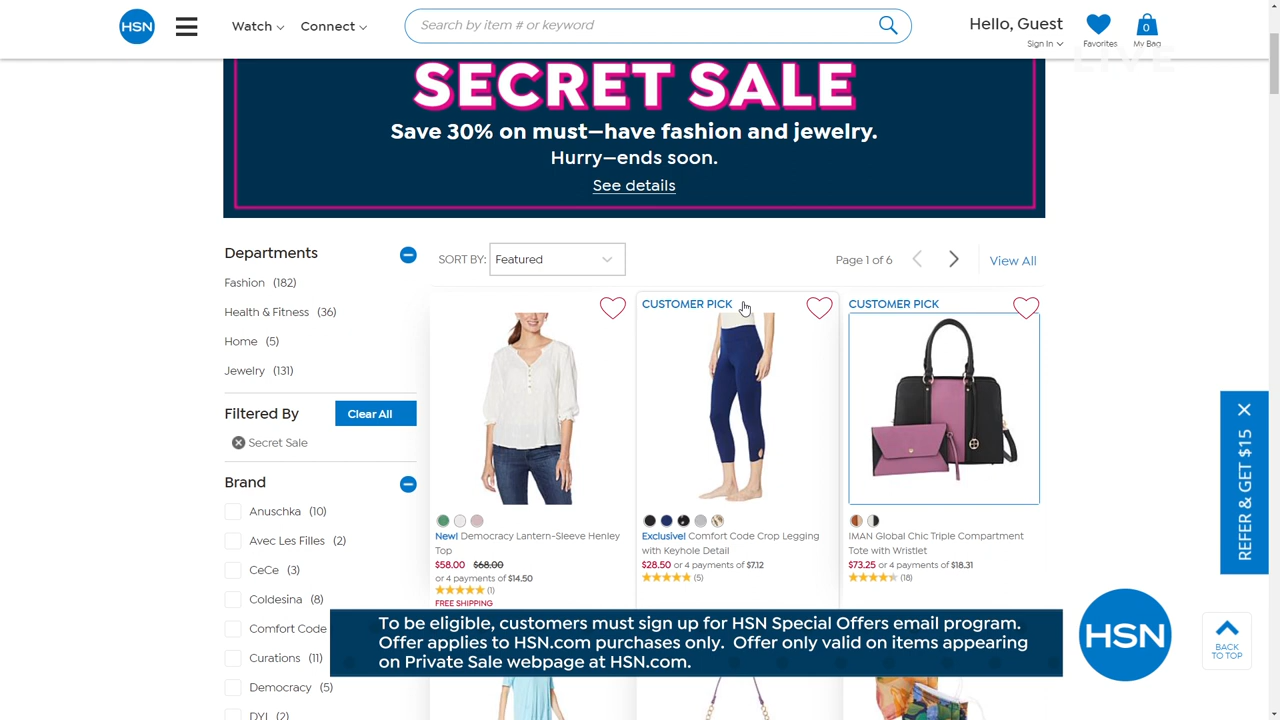 HSN
Watch
Connect
Search by item # or keyword
Hello, Guest
Sign In
Favorites
0
My Bag
LIVE
SECRET SALE
Save 30% on must—have fashion and jewelry.
Hurry—ends soon.
See details
Departments
Fashion (182)
Health & Fitness (36)
Home (5)
Jewelry (131)
Filtered By
Clear All
Secret Sale
Brand
Anuschka (10)
Avec Les Filles (2)
CeCe (3)
Coldesina (8)
Comfort Code
Curations (11)
Democracy (5)
DYL (2)
SORT BY: Featured
Page 1 of 6
View All
New! Democracy Lantern-Sleeve Henley
Top
$58.00 $68.00
or 4 payments of $14.50
(1)
FREE SHIPPING
CUSTOMER PICK
Exclusive! Comfort Code Crop Legging
with Keyhole Detail
$28.50 or 4 payments of $7.12
(5)
CUSTOMER PICK
IMAN Global Chic Triple Compartment
Tote with Wristlet
$73.25 or 4 payments of $18.31
(18)
REFER & GET $15
To be eligible, customers must sign up for HSN Special Offers email program.
Offer applies to HSN.com purchases only. Offer only valid on items appearing
on Private Sale webpage at HSN.com.
HSN
BACK
TO TOP